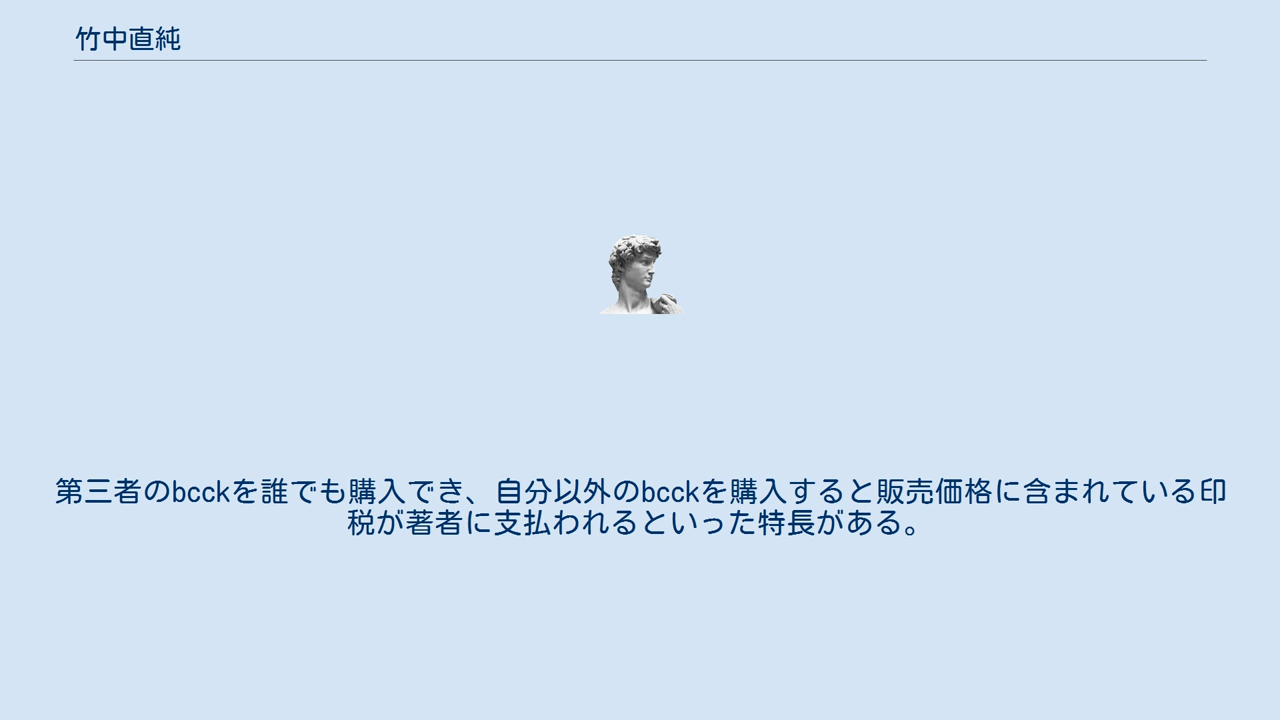 竹中直純
第三者のbcckを誰でも購入でき、自分以外のbcckを購入すると販売価格に含まれている印
税が著者に支払われるといった特長がある。